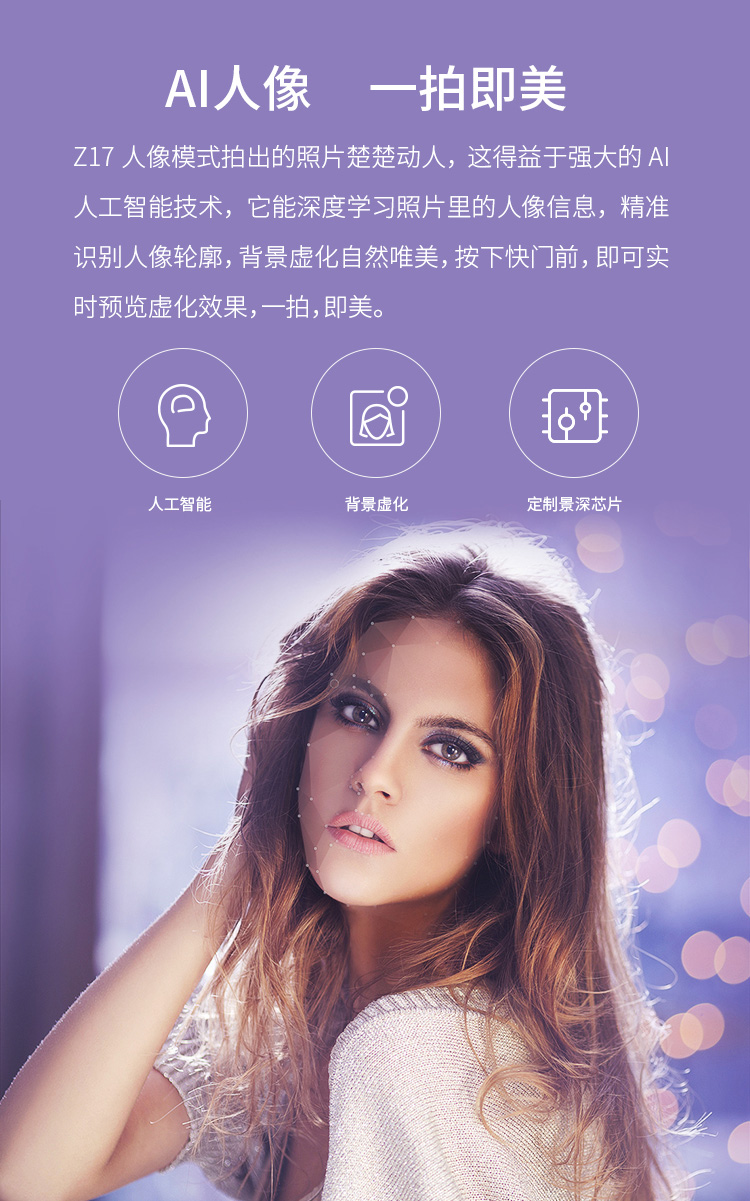 AI人像 一拍即美
Z17 人像模式拍出的照片楚楚动人，这得益于强大的 AI
人工智能技术，它能深度学习照片里的人像信息，精准
识别人像轮廓，背景虚化自然唯美，按下快门前，即可实
时预览虚化效果，一拍，即美。
人工智能 背景虚化 定制景深芯片